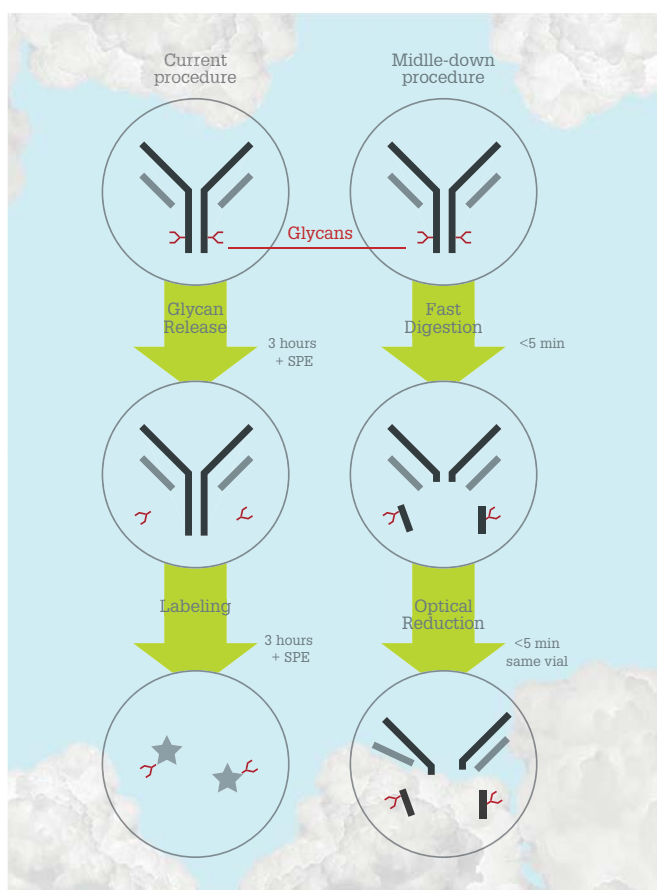 Current
procedure
Midlle-down
procedure
Glycans
Glycan
Release
3 hours
+ SPE
Fast
Digestion
<5 min
Labeling
3 hours
+ SPE
Optical
Reduction
<5 min
same vial